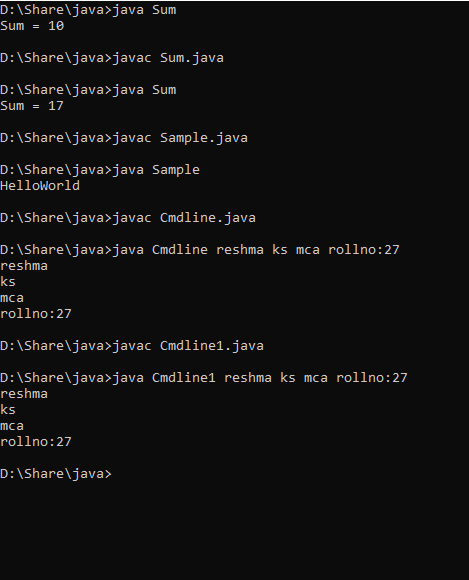 D:\Share\java>java Sum
Sum = 10
D:\Share\java>javac Sum.java
D:\Share\java>java Sum
Sum = 17
D:\Share\java>javac Sample.java
D:\Share\java>java Sample
HelloWorld
D:\Share\java>javac Cmdline.java
D:\Share\java>java Cmdline reshma ks mca rollno:27
reshma
ks
mca
rollno:27
D:\Share\java>javac Cmdline1.java
D:\Share\java>java Cmdline1 reshma ks mca rollno:27
reshma
ks
mca
rollno:27
D:\Share\java>